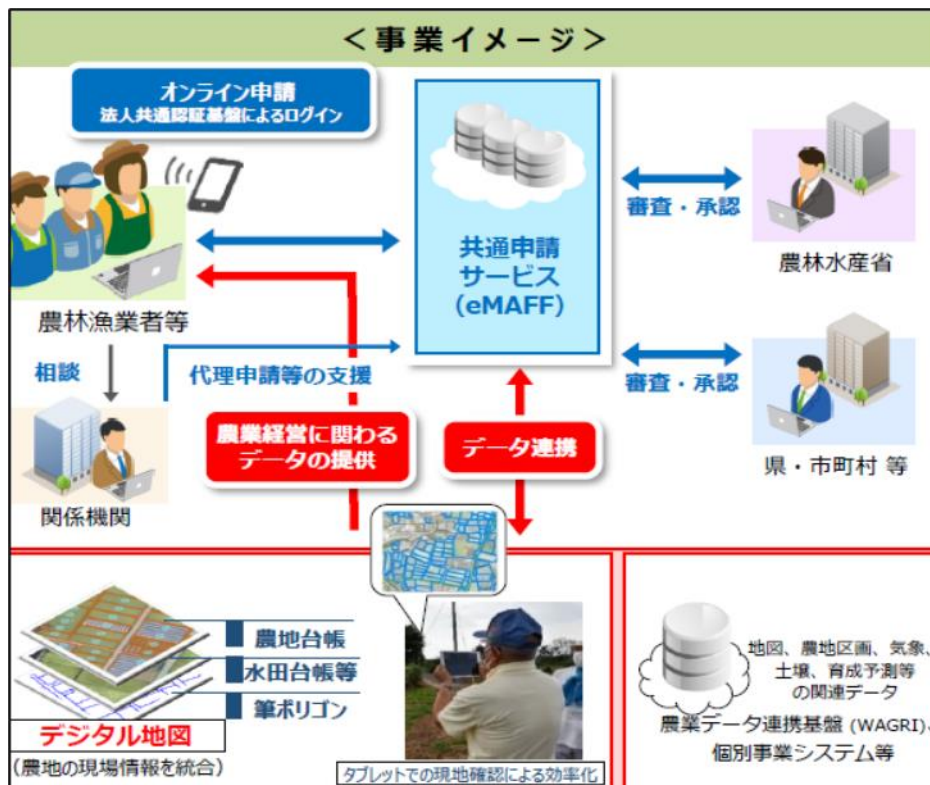 ＜事業イメージ＞
オンライン申請
法人共通認証基盤によるログイン
共通申請
サービス
(eMAFF)
審査・承認
農林水産省
農林漁業者等
相談
代理申請等の支援
審査・承認
県・市町村 等
農業経営に関わる
データの提供
データ連携
関係機関
農地台帳
水田台帳等
筆ポリゴン
デジタル地図
(農地の現場情報を統合)
タブレットでの現地確認による効率化
地図、農地区画、気象、
土壌、育成予測等
の関連データ
農業データ連携基盤 (WAGRI)、
個別事業システム等